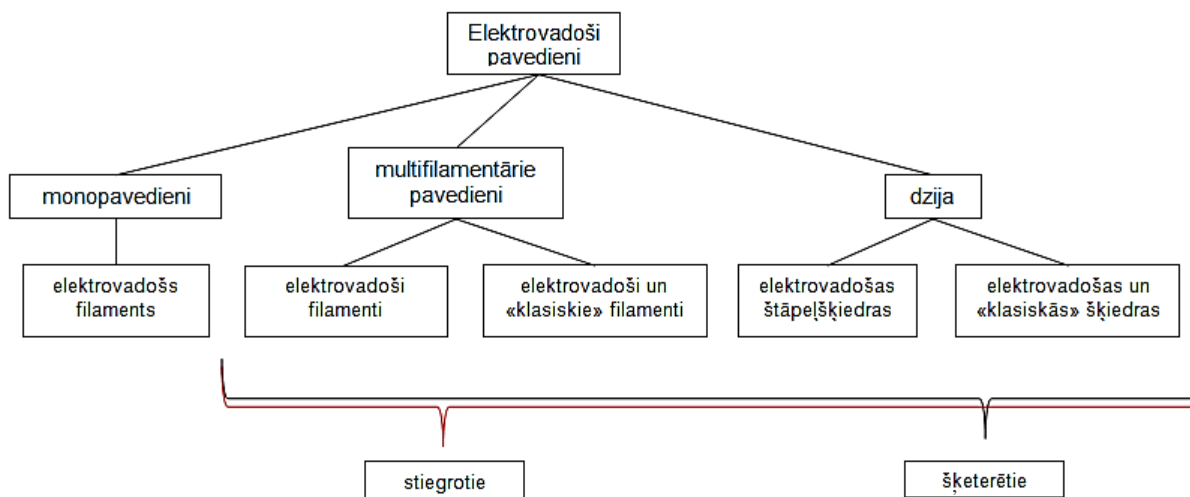 Elektrovadoši
pavedieni
monopavedieni
multifilamentārie
pavedieni
dzija
elektrovadošs
filaments
elektrovadoši
filamenti
elektrovadoši un
«klasiskie» filamenti
elektrovadošas
štāpeļšķiedras
elektrovadošas un
«klasiskās» šķiedras
stiegrotie
šķeterētie